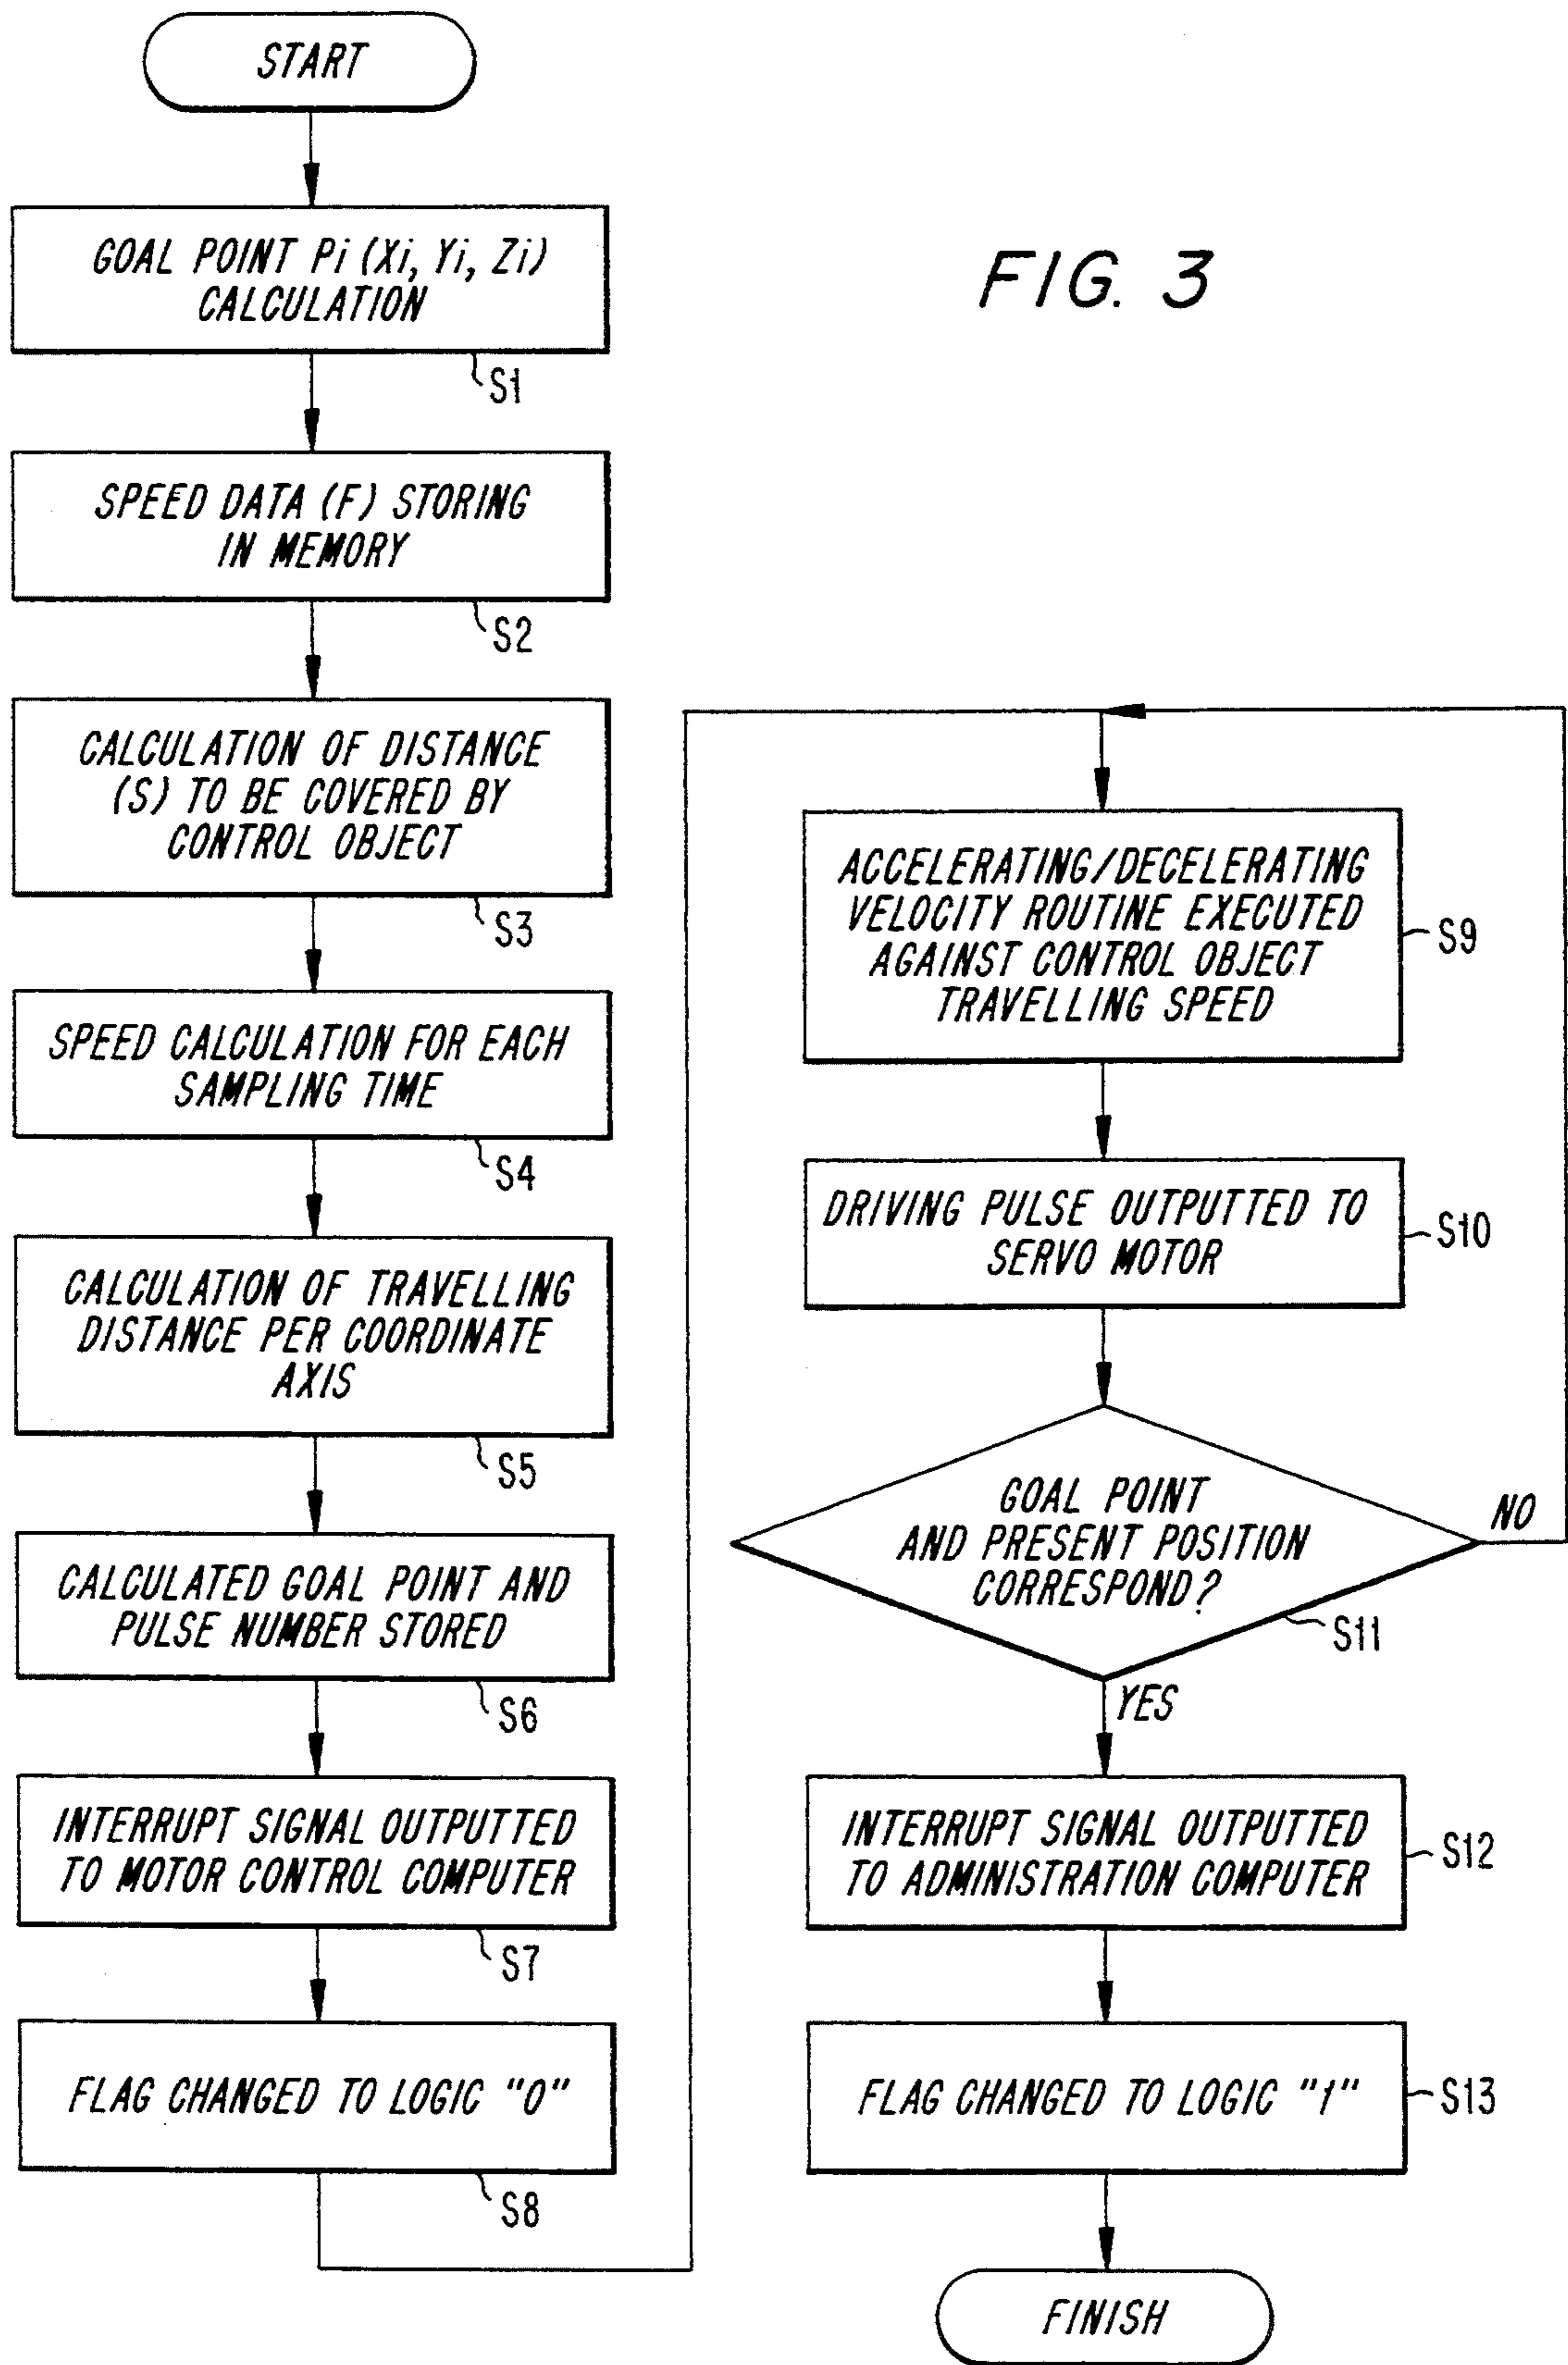 START
GOAL POINT Pi (Xi, Yi, Zi)
CALCULATION
S1
SPEED DATA (F) STORING
IN MEMORY
S2
CALCULATION OF DISTANCE
(S) TO BE COVERED BY
CONTROL OBJECT
S3
SPEED CALCULATION FOR EACH
SAMPLING TIME
S4
CALCULATION OF TRAVELLING
DISTANCE PER COORDINATE
AXIS
S5
CALCULATED GOAL POINT AND
PULSE NUMBER STORED
S6
INTERRUPT SIGNAL OUTPUTTED
TO MOTOR CONTROL COMPUTER
S7
FLAG CHANGED TO LOGIC "0"
S8
FIG. 3
ACCELERATING/DECELERATING
VELOCITY ROUTINE EXECUTED
AGAINST CONTROL OBJECT
TRAVELLING SPEED
S9
DRIVING PULSE OUTPUTTED TO
SERVO MOTOR
S10
GOAL POINT
AND PRESENT POSITION
CORRESPOND?
S11
NO
YES
INTERRUPT SIGNAL OUTPUTTED
TO ADMINISTRATION COMPUTER
S12
FLAG CHANGED TO LOGIC "1"
S13
FINISH